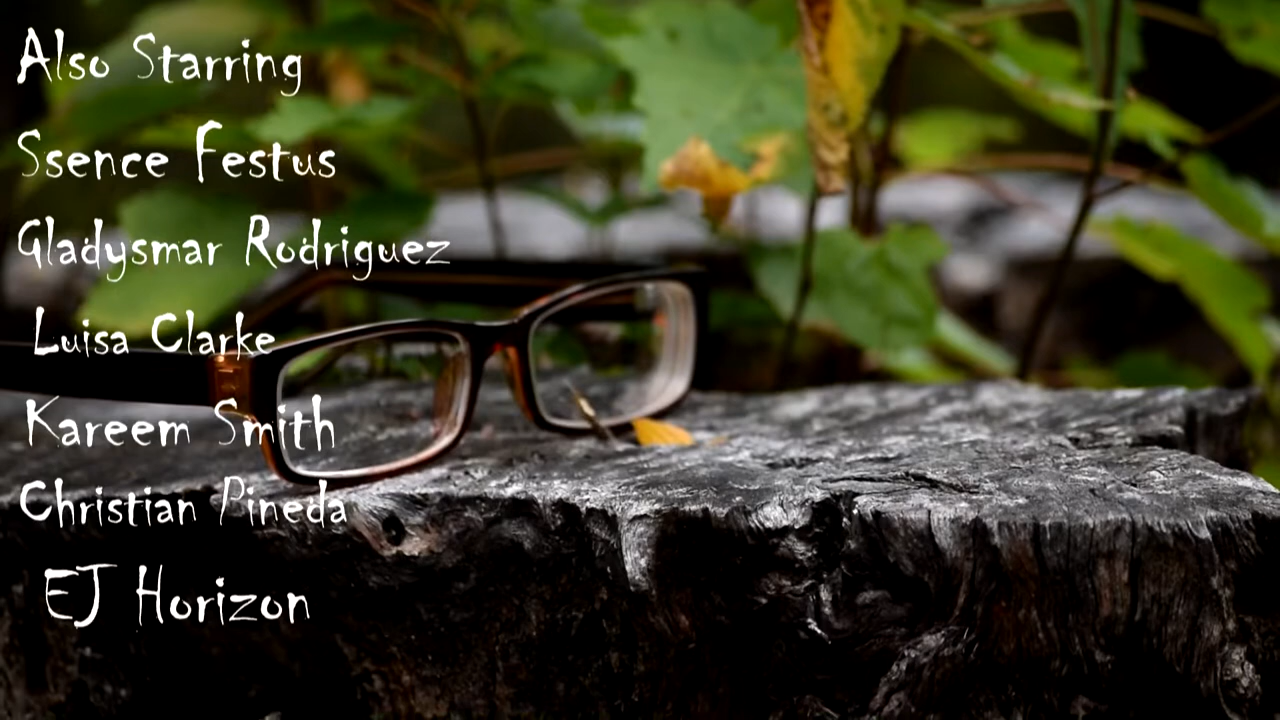 Also Starring
Ssence Festus
Gladysmar Rodriguez
Luisa Clarke
Kareem Smith
Christian Pineda
EJ Horizon